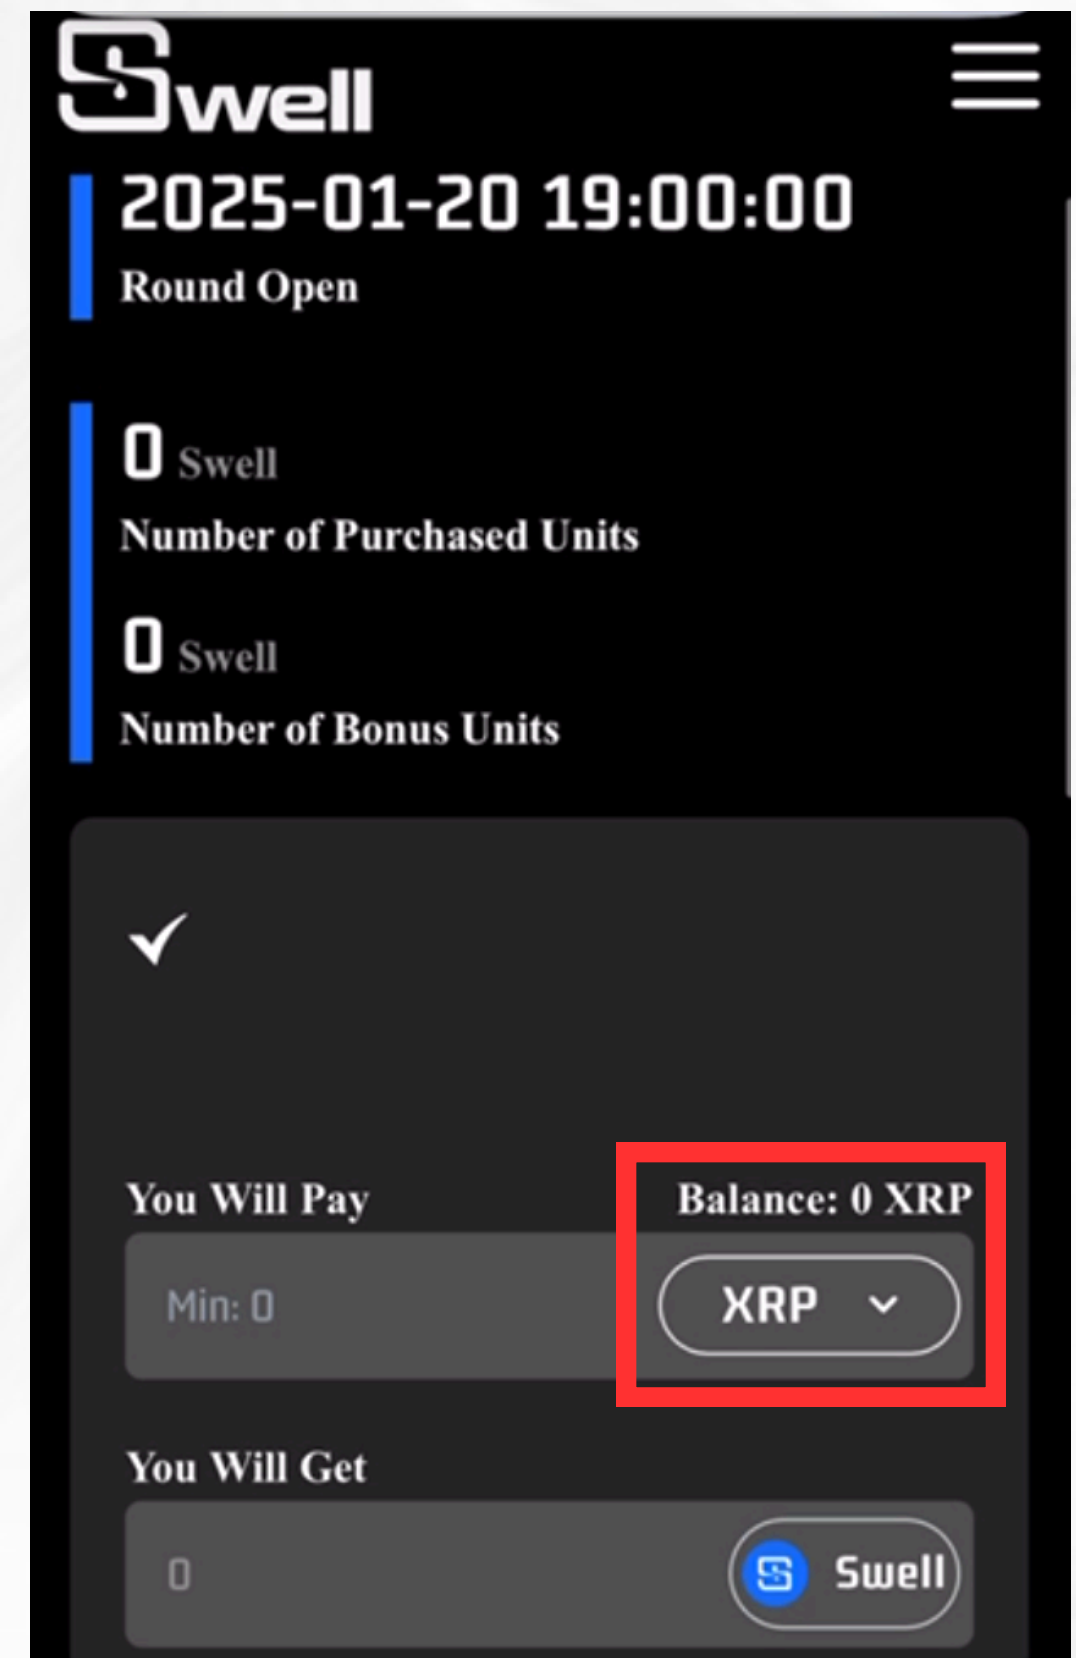 Swell
2025-01-20 19:00:00
Round Open
0 Swell
Number of Purchased Units
0 Swell
Number of Bonus Units
You Will Pay
Balance: 0 XRP
Min: 0
XRP
You Will Get
0
Swell